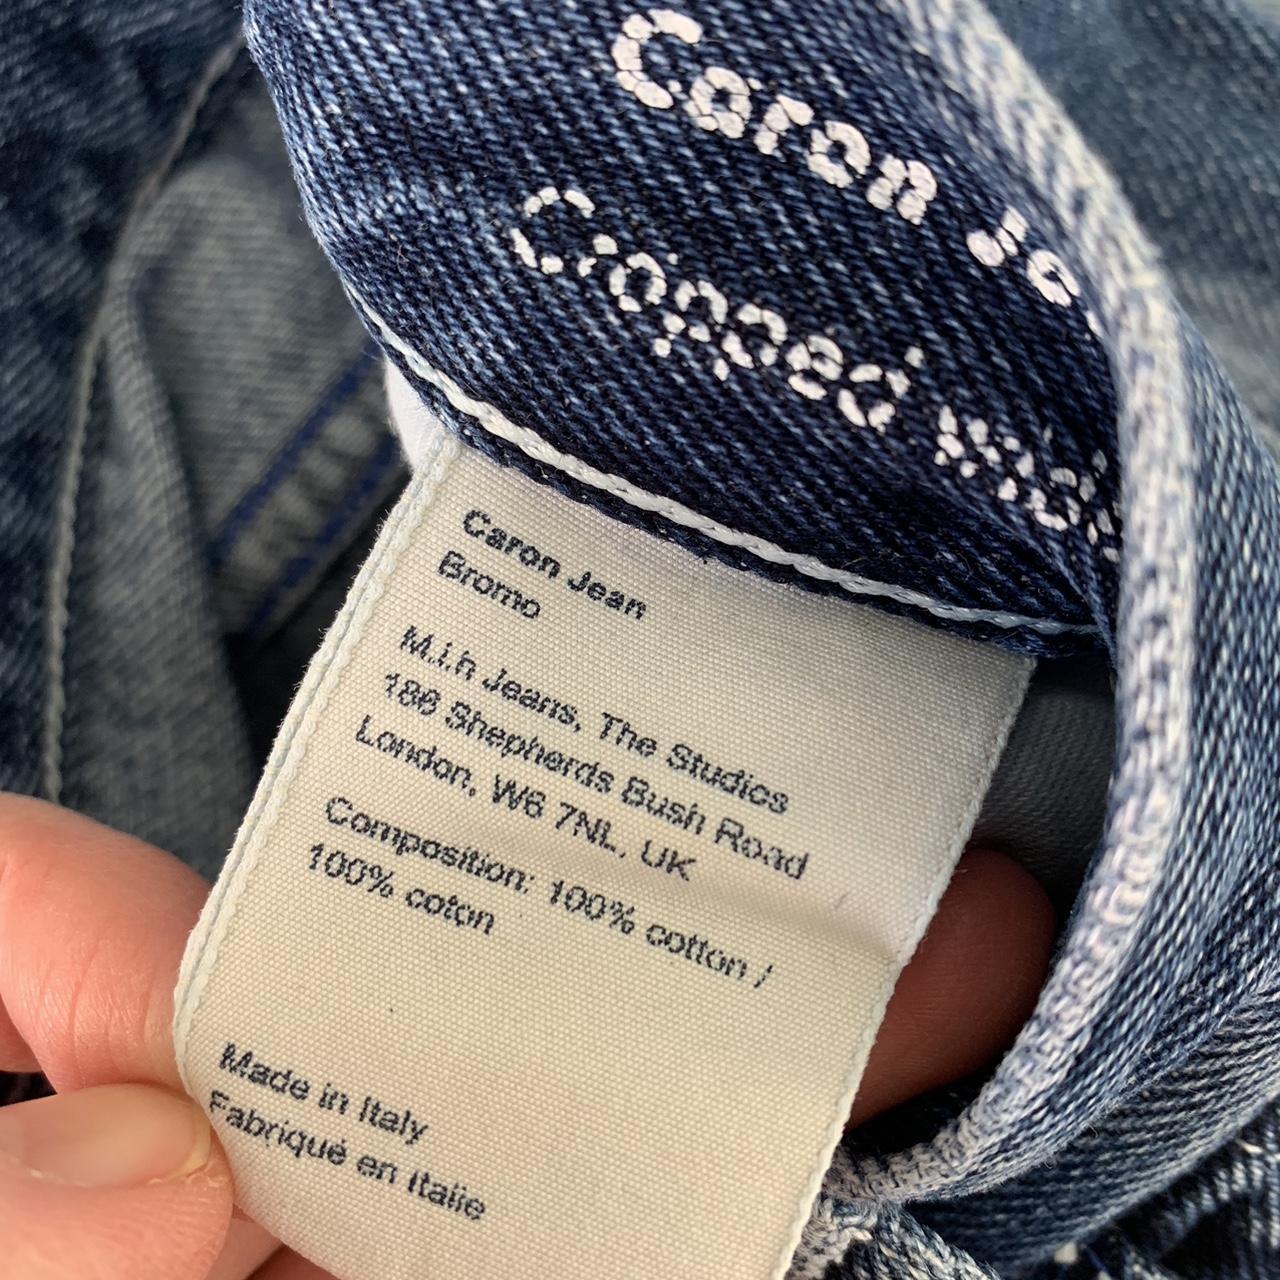 Caron Je
Cropped
Caron Jean
Bromo
M.i.h Jeans, The Studios
186 Shepherds Bush Road
London, W6 7NL, UK
Composition: 100% cotton /
100% coton
Made in Italy
Fabriqué en Italie